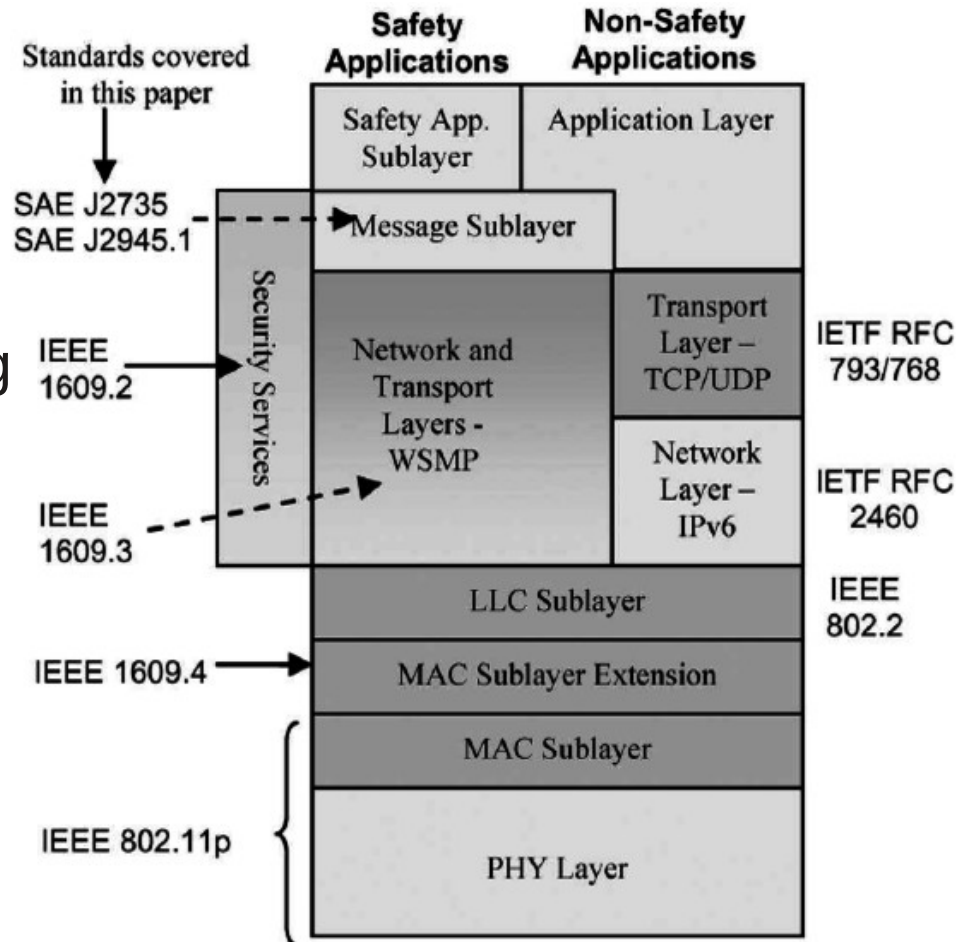 Safety
Applications
Non-Safety
Applications
Standards covered
in this paper
Safety App.
Sublayer
Application Layer
SAE J2735
SAE J2945.1
Message Sublayer
Security Services
g
IEEE
1609.2
Network and
Transport
Layers -
WSMP
Transport
Layer –
TCP/UDP
IETF RFC
793/768
IEEE
1609.3
Network
Layer –
IPv6
IETF RFC
2460
LLC Sublayer
IEEE
802.2
IEEE 1609.4
MAC Sublayer Extension
MAC Sublayer
IEEE 802.11p
PHY Layer